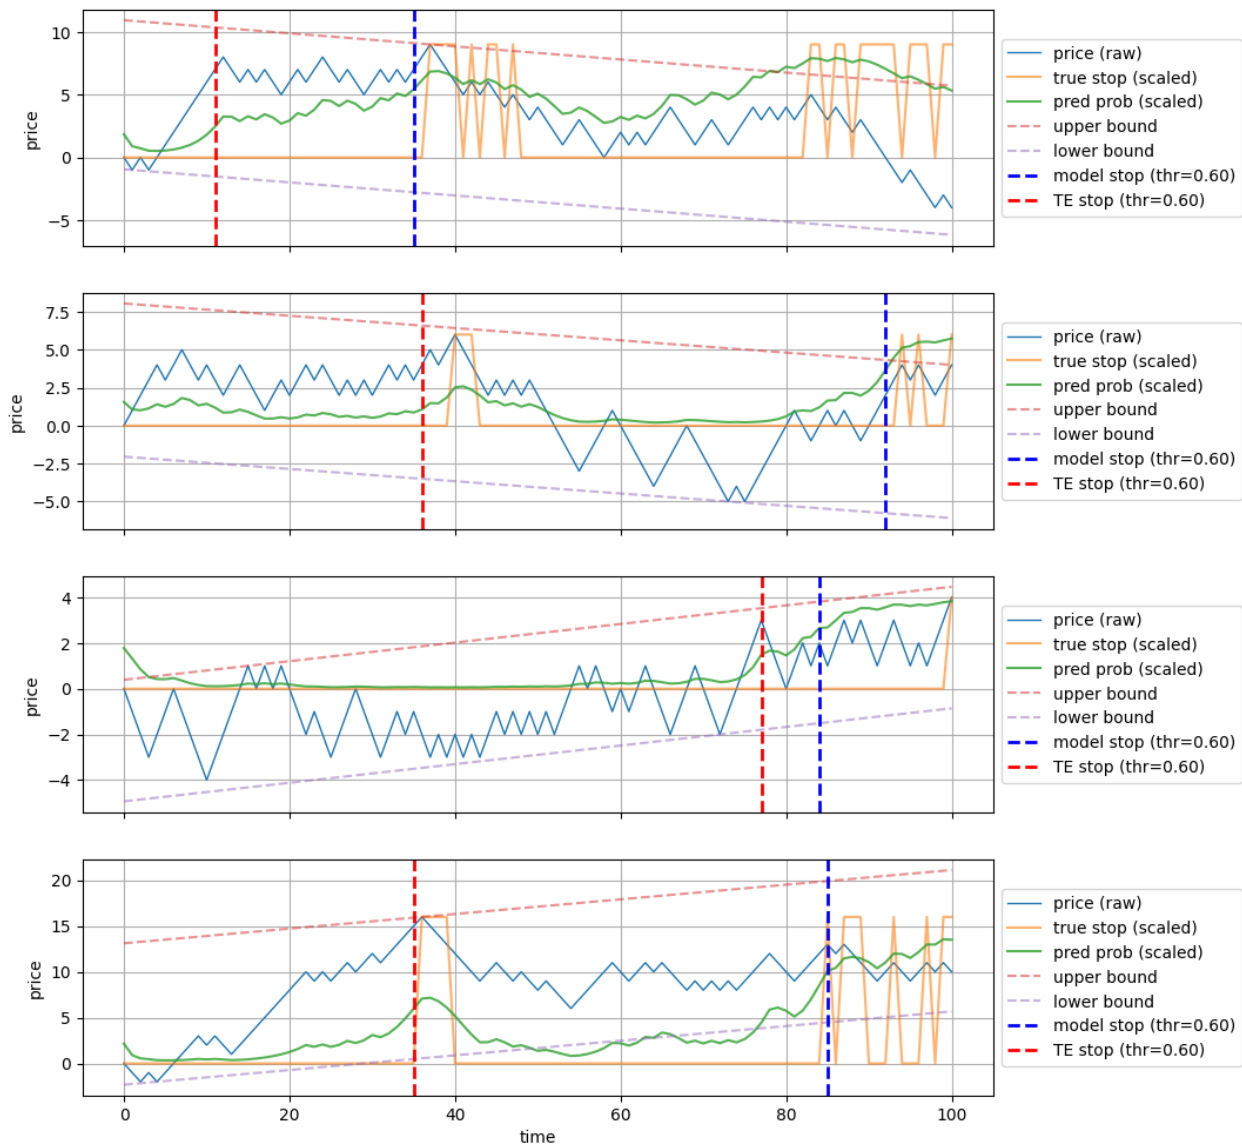 10
5
0
−5
price
price (raw)
true stop (scaled)
pred prob (scaled)
upper bound
lower bound
model stop (thr=0.60)
TE stop (thr=0.60)
7.5
5.0
2.5
0.0
−2.5
−5.0
price
price (raw)
true stop (scaled)
pred prob (scaled)
upper bound
lower bound
model stop (thr=0.60)
TE stop (thr=0.60)
4
2
0
−2
−4
price
price (raw)
true stop (scaled)
pred prob (scaled)
upper bound
lower bound
model stop (thr=0.60)
TE stop (thr=0.60)
20
15
10
5
0
price
price (raw)
true stop (scaled)
pred prob (scaled)
upper bound
lower bound
model stop (thr=0.60)
TE stop (thr=0.60)
0 20 40 60 80 100
time